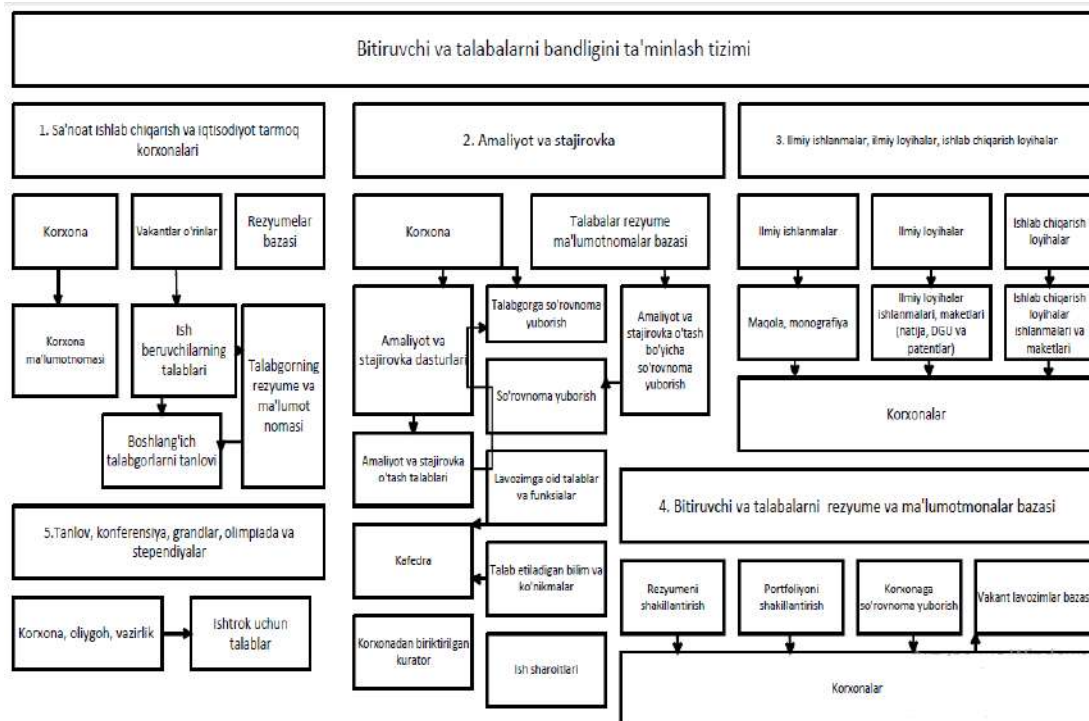 Bitiruvchi va talabalarni bandligini ta'minlash tizimi
1. Sa'noat ishlab chiqarish va iqtisodiyot tarmoq
korxonalari
Korxona
Vakantlar o'rinlar
Rezyumelar
bazasi
Korxona
ma'lumotnomasi
Ish
beruvchilarning
talablari
Talabgorning
rezyume va
ma'lumot
nomasi
Boshlang'ich
talabgorlarni tanlovi
2. Amaliyot va stajirovka
Korxona
Talabalar rezyume
ma'lumotnomalar bazasi
Amaliyot va
stajirovka dasturlari
Talabgorga so'rovnoma
yuborish
Amaliyot va
stajirovka o'tash
bo'yicha
so'rovnoma
yuborish
So'rovnoma yuborish
Amaliyot va stajirovka
o'tash talablari
Lavozimga oid talablar
va funksialar
Kafedra
Talab etiladigan bilim va
ko'nikmalar
Korxonadan biriktirilgan
kurator
Ish sharoitlari
3. Ilmiy ishlanmalar, ilmiy loyihalar, ishlab chiqarish loyihalar
Ilmiy ishlanmalar
Ilmiy loyihalar
Ishlab chiqarish
loyihalar
Maqola, monografiya
Ilmiy loyihalar
ishlanmalari, maketlari
(natija, DGU va
patentlar)
Ishlab chiqarish
loyihalar
ishlanmalari va
maketlari
Korxonalar
4. Bitiruvchi va talabalarni rezyume va ma'lumotmonalar bazasi
Rezyumeni
shakillantirish
Portfoliyoni
shakillantirish
Korxonaga
so'rovnoma yuborish
Vakant lavozimlar bazas
Korxonalar
5.Tanlov, konferensiya, grandlar, olimpiada va
stependiyalar
Korxona, oliygoh, vazirlik
Ishtrok uchun
talablar